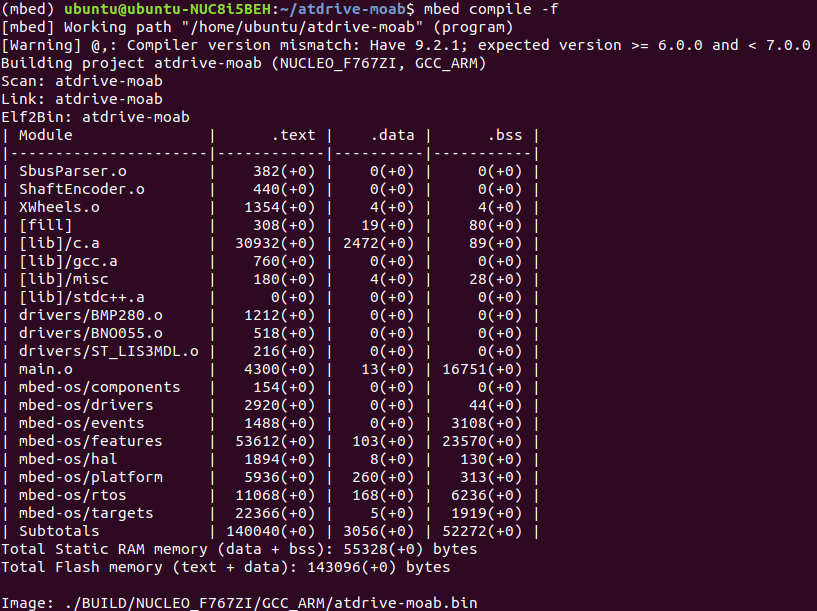 (mbed) ubuntu@ubuntu-NUC8i5BEH:~/atdrive-moab$ mbed compile -f
[mbed] Working path "/home/ubuntu/atdrive-moab" (program)
[Warning] @,: Compiler version mismatch: Have 9.2.1; expected version >= 6.0.0 and < 7.0.0
Building project atdrive-moab (NUCLEO_F767ZI, GCC_ARM)
Scan: atdrive-moab
Link: atdrive-moab
Elf2Bin: atdrive-moab
| Module               |      .text |    .data |      .bss |
|----------------------|------------|----------|-----------|
| SbusParser.o         |    382(+0) |    0(+0) |     0(+0) |
| ShaftEncoder.o       |    440(+0) |    0(+0) |     0(+0) |
| XWheels.o            |   1354(+0) |    4(+0) |     4(+0) |
| [fill]               |    308(+0) |   19(+0) |    80(+0) |
| [lib]/c.a            |  30932(+0) | 2472(+0) |    89(+0) |
| [lib]/gcc.a          |    760(+0) |    0(+0) |     0(+0) |
| [lib]/misc           |    180(+0) |    4(+0) |    28(+0) |
| [lib]/stdc++.a       |      0(+0) |    0(+0) |     0(+0) |
| drivers/BMP280.o     |   1212(+0) |    0(+0) |     0(+0) |
| drivers/BNO055.o     |    518(+0) |    0(+0) |     0(+0) |
| drivers/ST_LIS3MDL.o |    216(+0) |    0(+0) |     0(+0) |
| main.o               |   4300(+0) |   13(+0) | 16751(+0) |
| mbed-os/components   |    154(+0) |    0(+0) |     0(+0) |
| mbed-os/drivers      |   2920(+0) |    0(+0) |    44(+0) |
| mbed-os/events       |   1488(+0) |    0(+0) |  3108(+0) |
| mbed-os/features     |  53612(+0) |  103(+0) | 23570(+0) |
| mbed-os/hal          |   1894(+0) |    8(+0) |   130(+0) |
| mbed-os/platform     |   5936(+0) |  260(+0) |   313(+0) |
| mbed-os/rtos         |  11068(+0) |  168(+0) |  6236(+0) |
| mbed-os/targets      |  22366(+0) |    5(+0) |  1919(+0) |
| Subtotals            | 140040(+0) | 3056(+0) | 52272(+0) |
Total Static RAM memory (data + bss): 55328(+0) bytes
Total Flash memory (text + data): 143096(+0) bytes
Image: ./BUILD/NUCLEO_F767ZI/GCC_ARM/atdrive-moab.bin